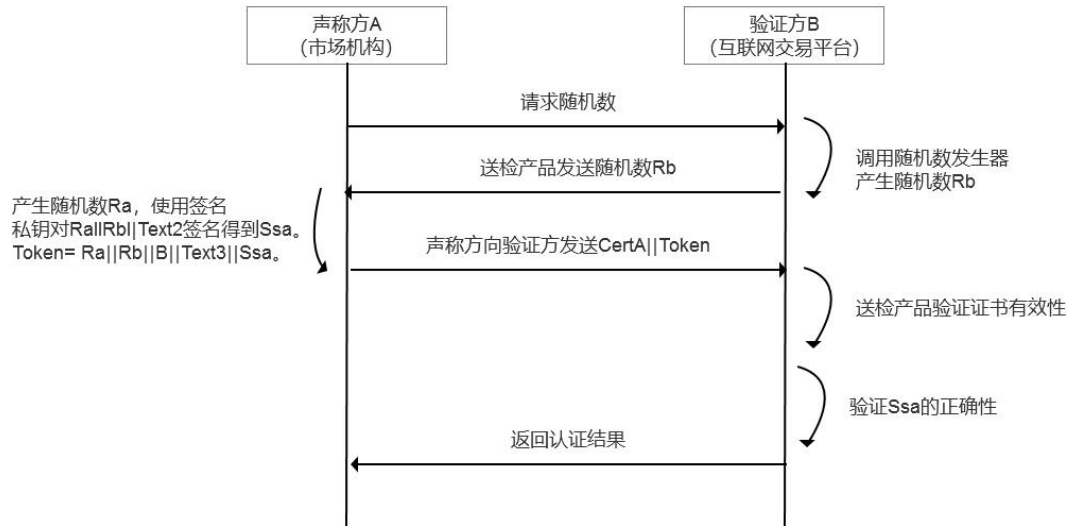 声称方A
（市场机构）
验证方B
（互联网交易平台）
请求随机数
调用随机数发生器
产生随机数Rb
送检产品发送随机数Rb
产生随机数Ra，使用签名
私钥对RallRbl|Text2签名得到Ssa。
Token= Ra||Rb||B||Text3||Ssa。
声称方向验证方发送CertA||Token
送检产品验证证书有效性
验证Ssa的正确性
返回认证结果